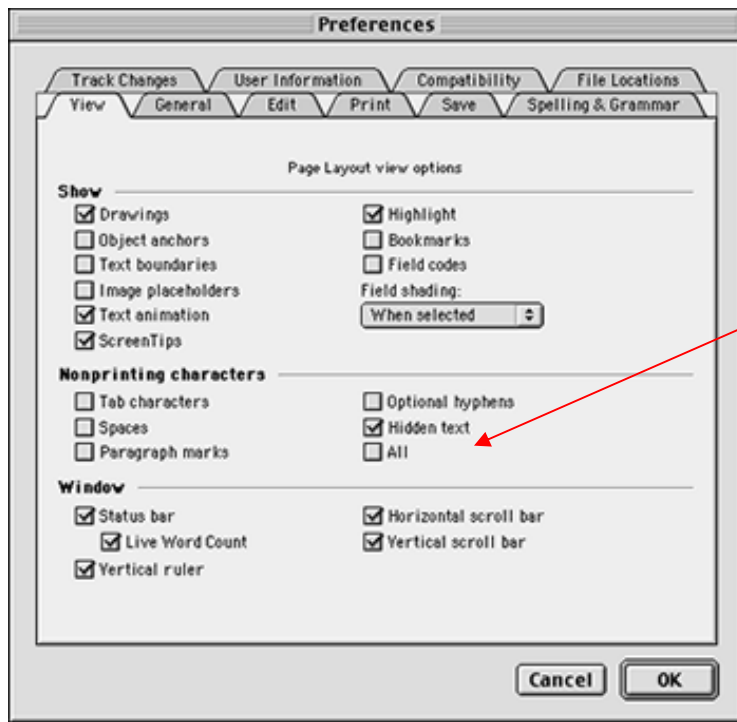 Preferences
Track Changes User Information Compatibility File Locations
View General Edit Print Save Spelling & Grammar
Page Layout view options
Show
Drawings Highlight
Object anchors Bookmarks
Text boundaries Field codes
Image placeholders Field shading:
Text animation When selected
ScreenTips
Nonprinting characters
Tab characters Optional hyphens
Spaces Hidden text
Paragraph marks All
Window
Status bar Horizontal scroll bar
Live Word Count Vertical scroll bar
Vertical ruler
Cancel OK